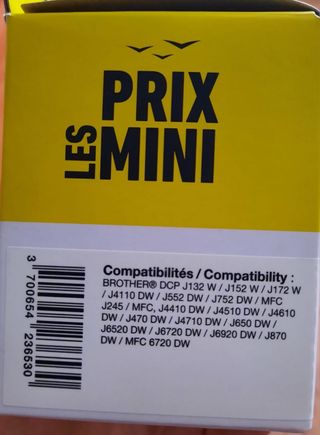 LES
PRIX
MINI
Compatibilités / Compatibility :
BROTHER® DCP J132 W / J152 W / J172 W
/ J4110 DW / J552 DW / J752 DW / MFC
J245 / MFC, J4410 DW / J4510 DW / J4610
DW / J470 DW / J4710 DW / J650 DW /
J6520 DW / J6720 DW / J6920 DW / J870
DW / MFC 6720 DW
3 700654 236530